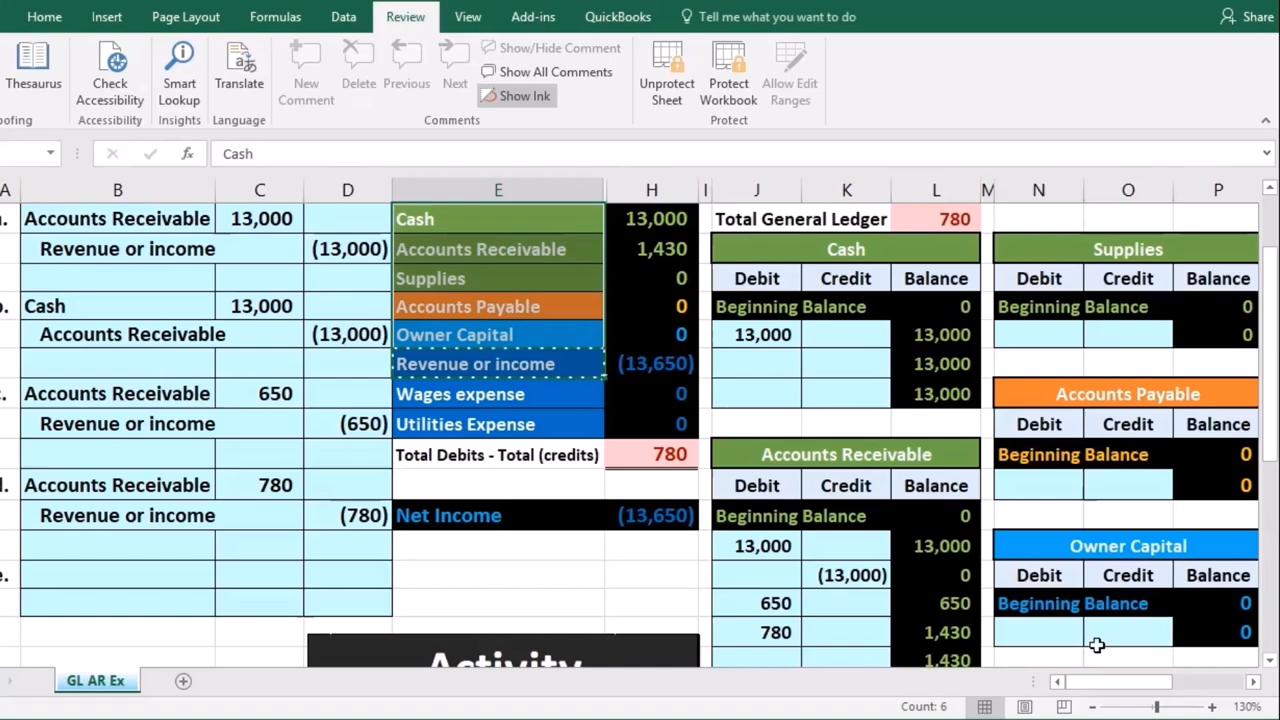 Home Insert Page Layout Formulas Data Review View Add-ins QuickBooks Tell me what you want to do Share
Thesaurus
Check Accessibility
Smart Lookup
Translate
New Comment
Delete
Previous
Next
Show/Hide Comment
Show All Comments
Show Ink
Unprotect Sheet
Protect Workbook
Allow Edit Ranges
oofing Accessibility Insights Language Comments Protect
fx Cash
A B C D E H I J K L M N O P
a. Accounts Receivable 13,000 Cash 13,000 Total General Ledger 780
Revenue or income (13,000) Accounts Receivable 1,430 Cash Supplies
Supplies 0 Debit Credit Balance Debit Credit Balance
Cash 13,000 Accounts Payable 0 Beginning Balance 0 Beginning Balance 0
Accounts Receivable (13,000) Owner Capital 0 13,000 13,000 0
Revenue or income (13,650) 13,000
Accounts Receivable 650 Wages expense 0 13,000 Accounts Payable
Revenue or income (650) Utilities Expense 0 Debit Credit Balance
Total Debits - Total (credits) 780 Accounts Receivable Beginning Balance 0
Accounts Receivable 780 Debit Credit Balance 0
Revenue or income (780) Net Income (13,650) Beginning Balance 0
13,000 13,000 Owner Capital
e. (13,000) 0 Debit Credit Balance
650 650 Beginning Balance 0
780 1,430 0
Activity 1,430
GL AR Ex
Count: 6 130%